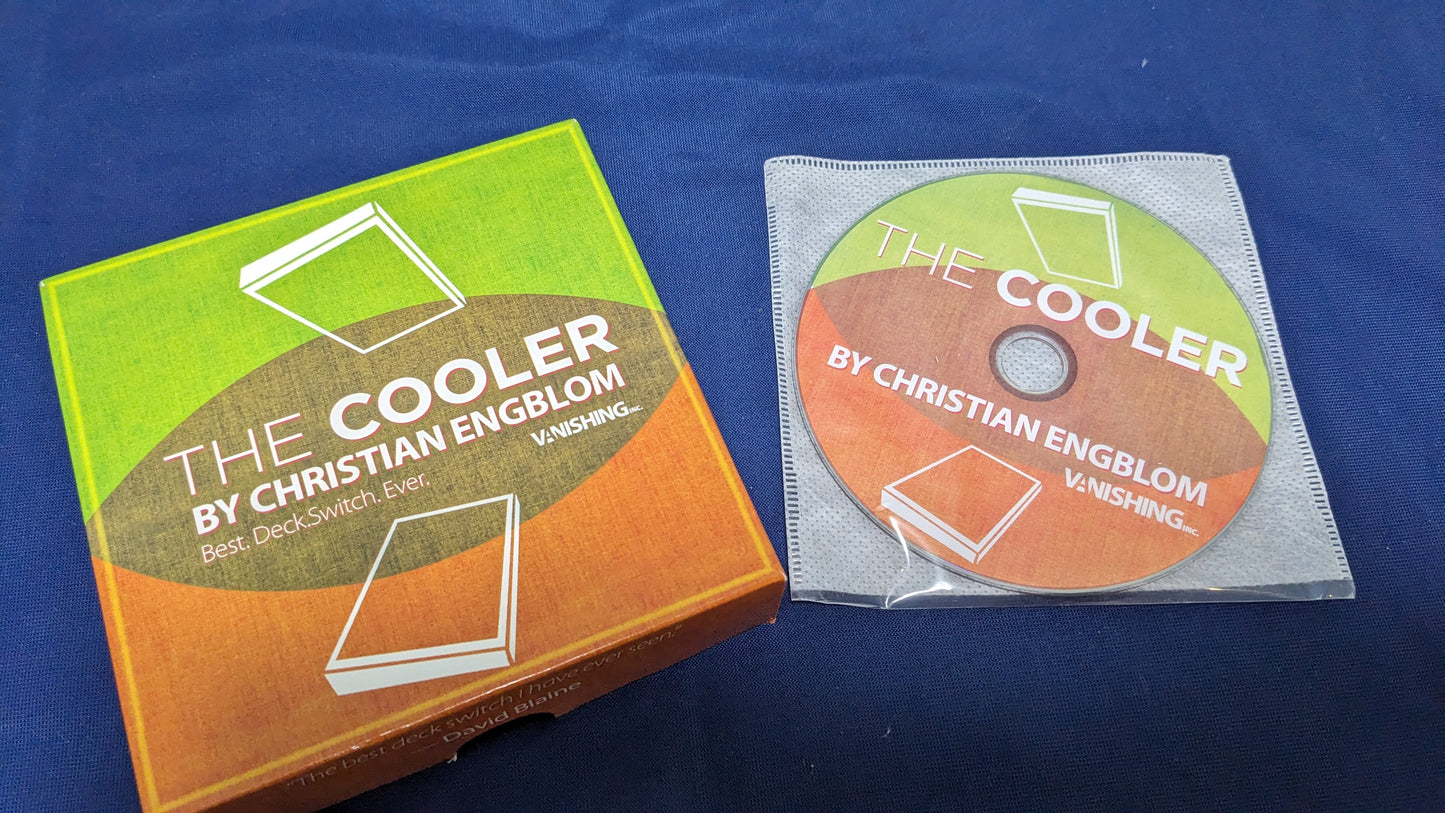 THE COOLER
BY CHRISTIAN ENGBLOM
Best. Deck.Switch. Ever.
VANISHING INC.
"The best deck switch I have ever seen."
— David Blaine
THE COOLER
BY CHRISTIAN ENGBLOM
VANISHING INC.